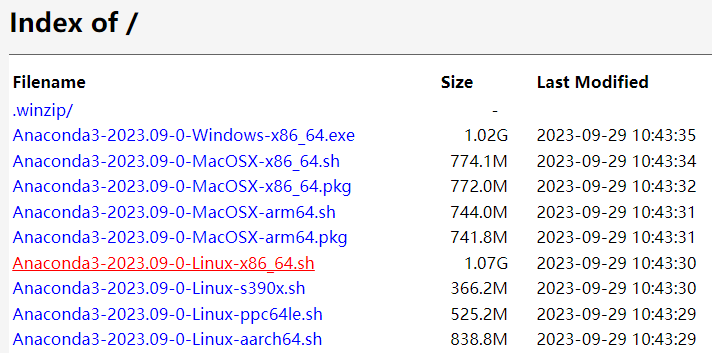 Index of /
Filename Size Last Modified
.winzip/ -
Anaconda3-2023.09-0-Windows-x86_64.exe 1.02G 2023-09-29 10:43:35
Anaconda3-2023.09-0-MacOSX-x86_64.sh 774.1M 2023-09-29 10:43:34
Anaconda3-2023.09-0-MacOSX-x86_64.pkg 772.0M 2023-09-29 10:43:32
Anaconda3-2023.09-0-MacOSX-arm64.sh 744.0M 2023-09-29 10:43:31
Anaconda3-2023.09-0-MacOSX-arm64.pkg 741.8M 2023-09-29 10:43:31
Anaconda3-2023.09-0-Linux-x86_64.sh 1.07G 2023-09-29 10:43:30
Anaconda3-2023.09-0-Linux-s390x.sh 366.2M 2023-09-29 10:43:30
Anaconda3-2023.09-0-Linux-ppc64le.sh 525.2M 2023-09-29 10:43:29
Anaconda3-2023.09-0-Linux-aarch64.sh 838.8M 2023-09-29 10:43:29